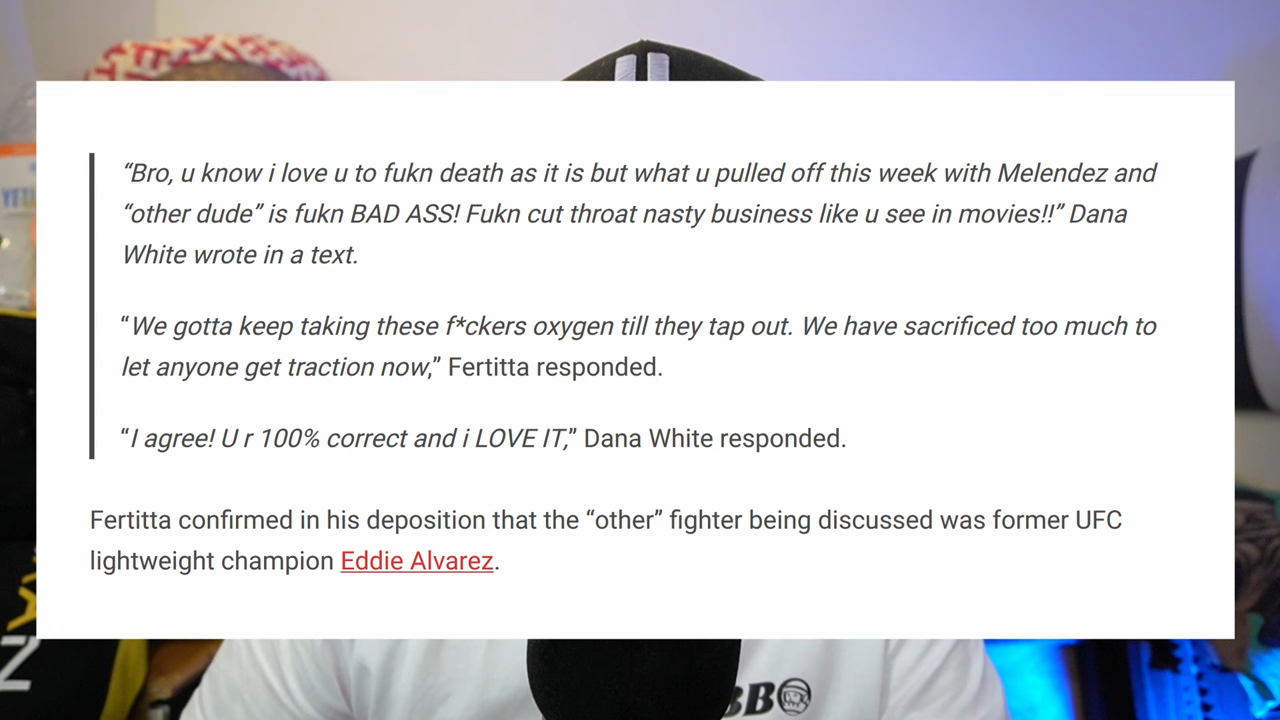 “Bro, u know i love u to fukn death as it is but what u pulled off this week with Melendez and
“other dude” is fukn BAD ASS! Fukn cut throat nasty business like u see in movies!!” Dana
White wrote in a text.
“We gotta keep taking these f*ckers oxygen till they tap out. We have sacrificed too much to
let anyone get traction now,” Fertitta responded.
“I agree! U r 100% correct and i LOVE IT,” Dana White responded.
Fertitta confirmed in his deposition that the “other” fighter being discussed was former UFC
lightweight champion Eddie Alvarez.
YETI
Z
BB